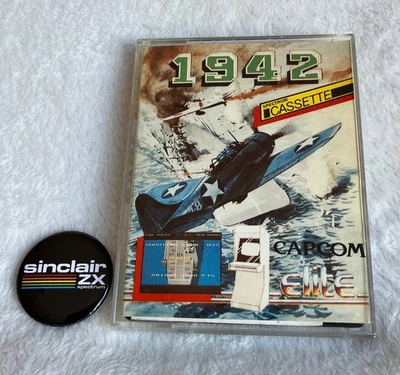 1942
SPECTRUM
CASSETTE
CAPCOM
elite
sinclair
ZX
spectrum